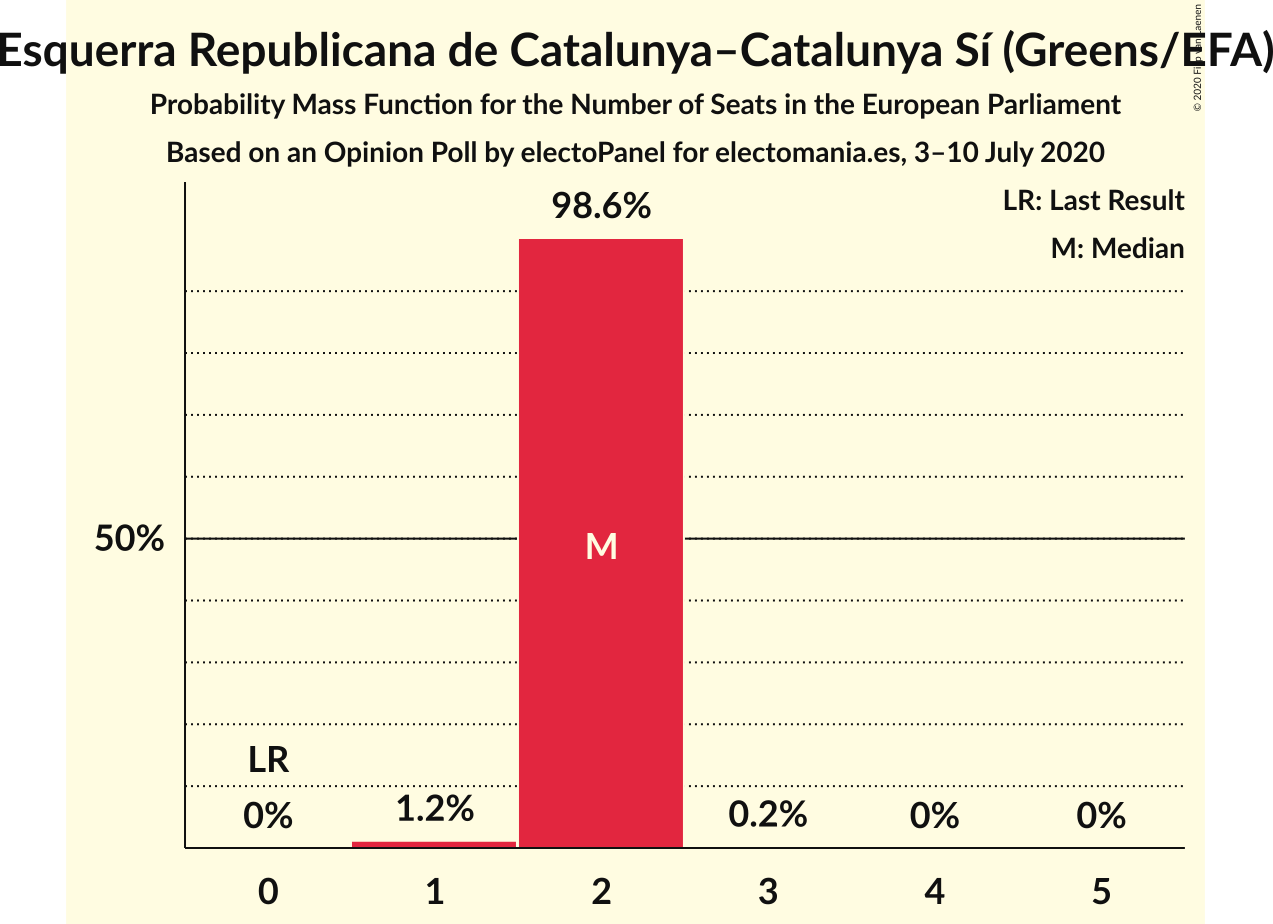 Esquerra Republicana de Catalunya–Catalunya Sí (Greens/EFA)
© 2020 Filip
Probability Mass Function for the Number of Seats in the European Parliament
Based on an Opinion Poll by electoPanel for electomania.es, 3–10 July 2020
LR: Last Result
M: Median
98.6%
50%
M
LR
0%
1.2%
0.2%
0%
0%
0 1 2 3 4 5